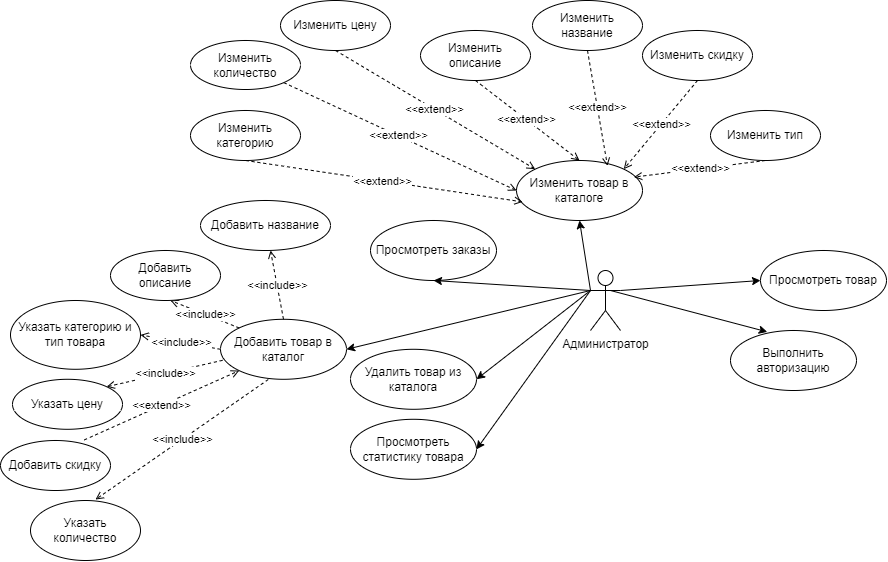 Изменить цену
Изменить
название
Изменить
количество
Изменить
описание
Изменить скидку
<<extend>>
<<extend>>
<<extend>>
<<extend>>
<<extend>>
Изменить
категорию
Изменить тип
<<extend>>
<<extend>>
Изменить товар в
каталоге
Добавить название
Просмотреть заказы
Добавить
описание
<<include>>
Просмотреть товар
<<include>>
Указать категорию и
тип товара
<<include>>
Добавить товар в
каталог
Администратор
Выполнить
авторизацию
<<include>>
Удалить товар из
каталога
Указать цену
<<extend>>
<<include>>
Просмотреть
статистику товара
Добавить скидку
Указать
количество